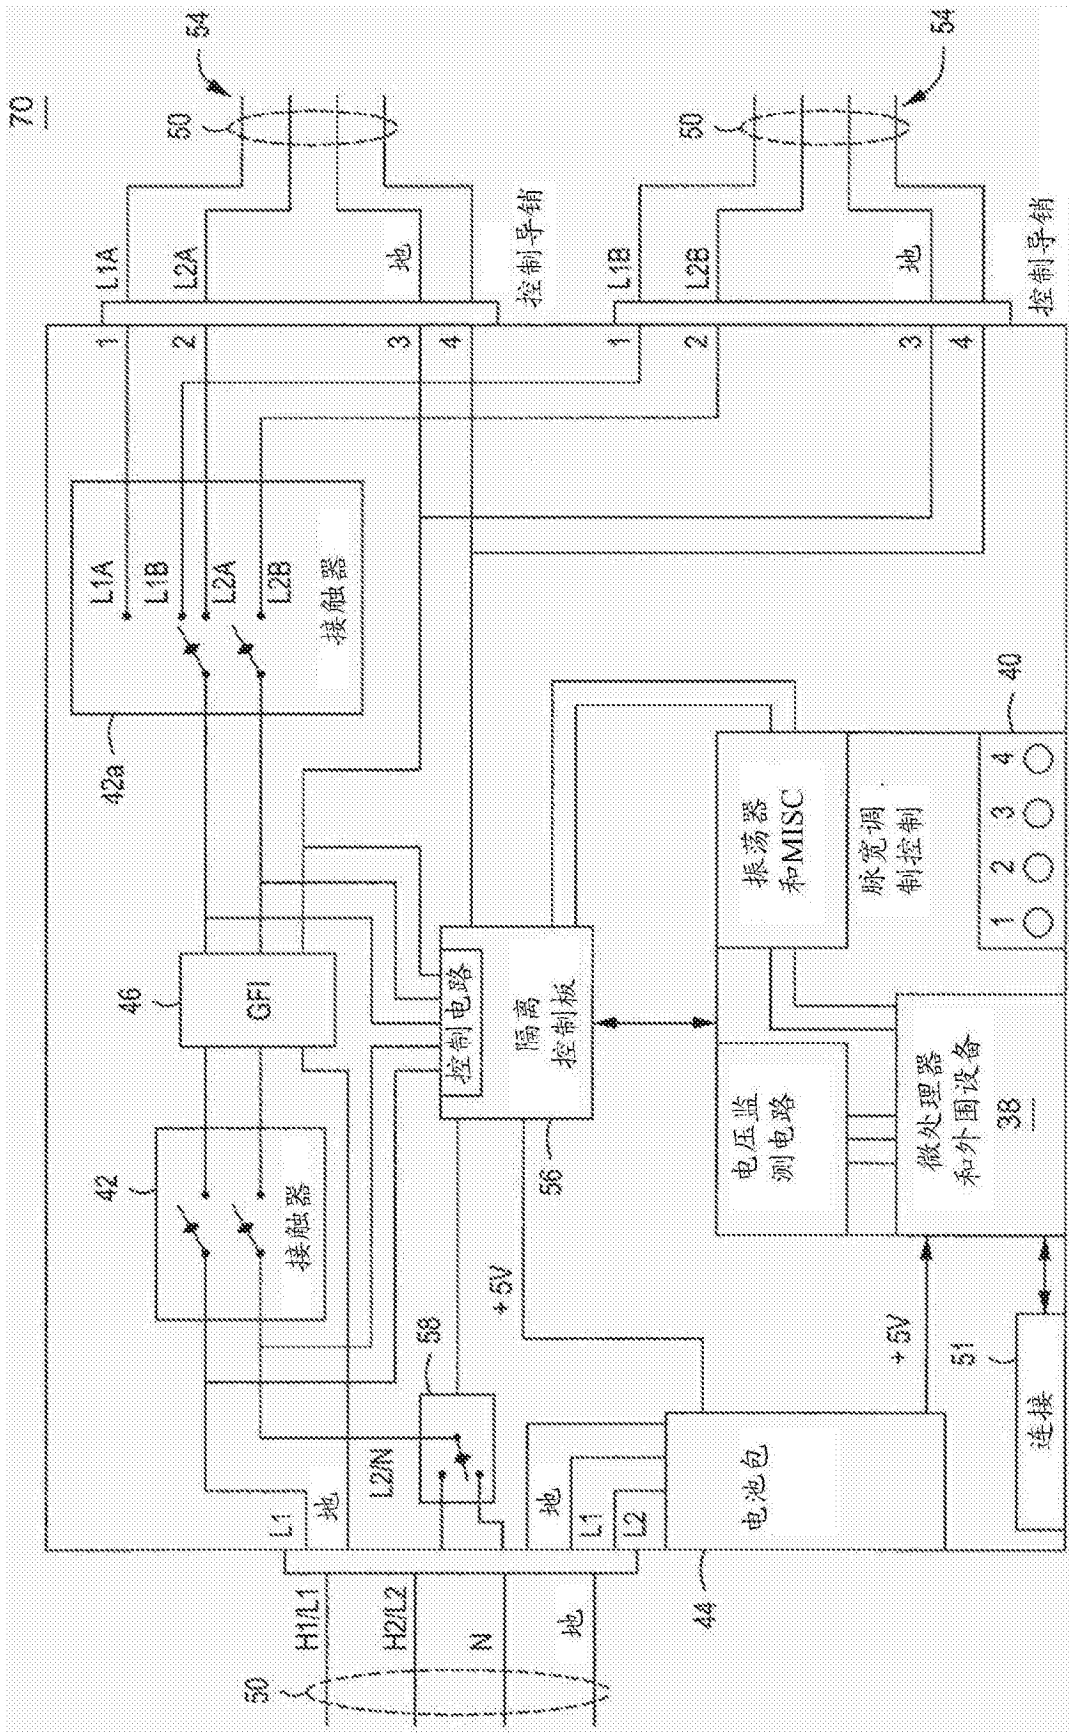 70
54
50
L1A
L2A
地
控制导销
54
50
L1B
L2B
地
控制导销
1
2
3
4
1
2
3
4
L1A
L1B
L2A
L2B
接触器
42a
46
GFI
42
接触器
控制电路
隔离
控制板
56
58
+5V
L2/N
L1
地
H1/L1
H2/L2
N
地
50
地
L1
L2
电池包
44
+5V
51
连接
振荡器
和MISC
脉宽调
制控制
40
1 2 3 4
电压监
测电路
微处理器
和外围设备
38